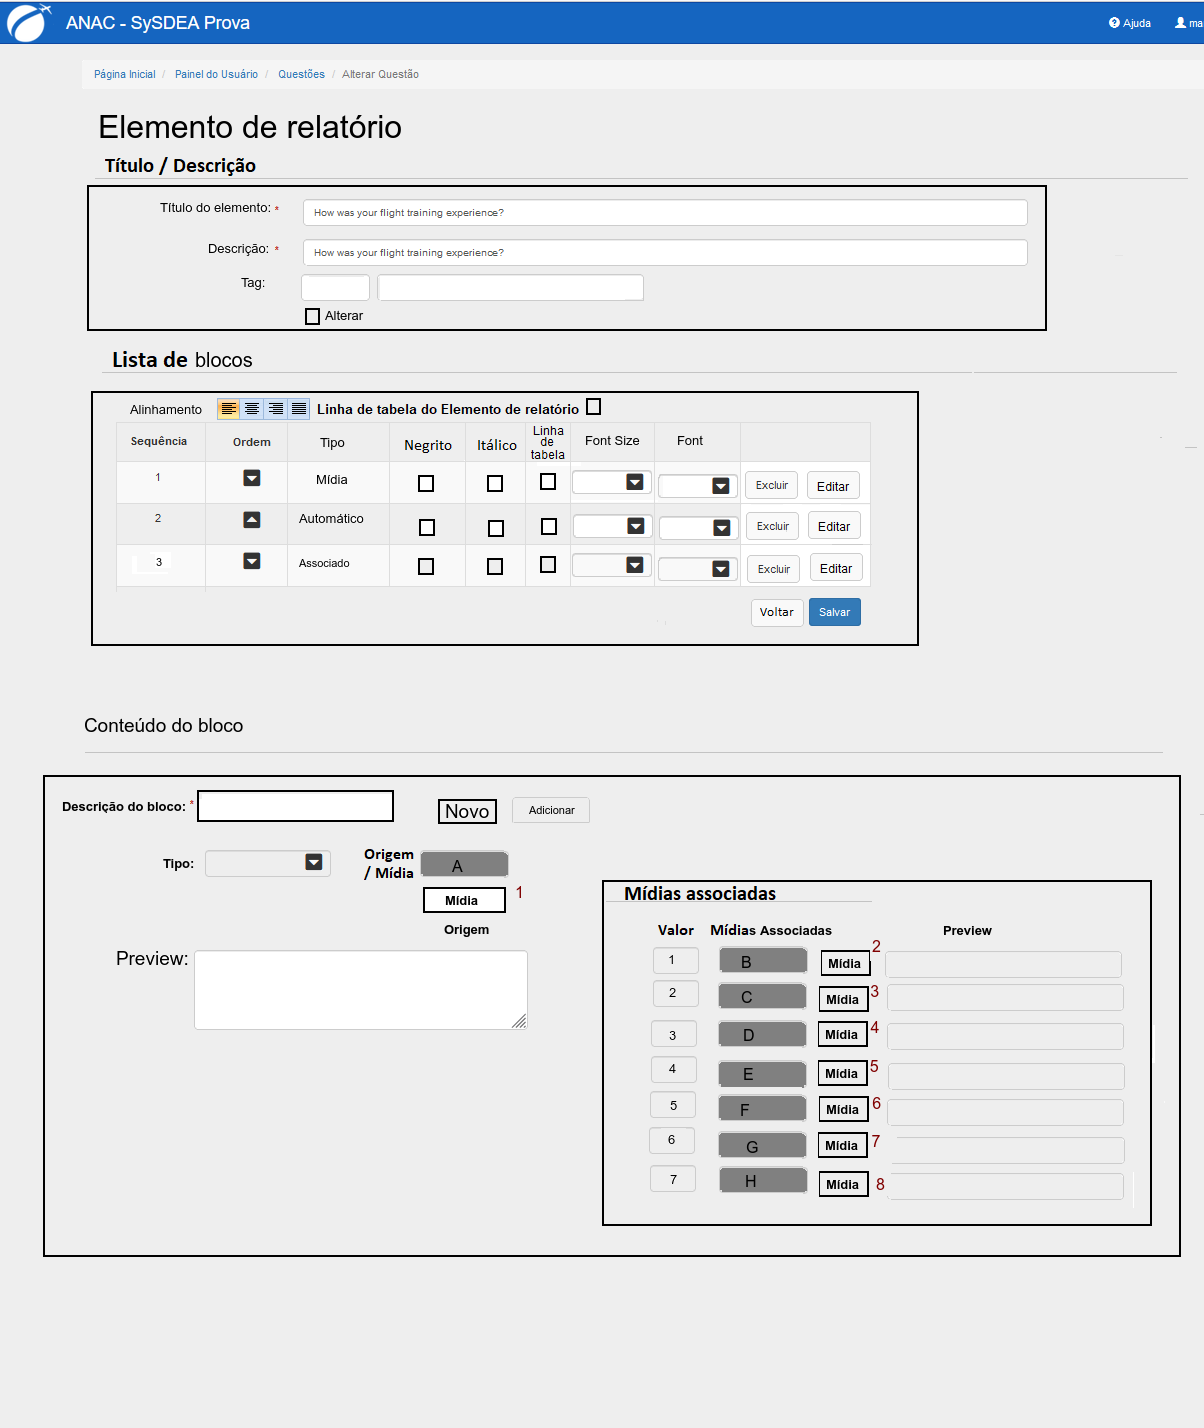 ANAC - SySDEA Prova
Ajuda
ma
Página Inicial / Painel do Usuário / Questões / Alterar Questão
Elemento de relatório
Título / Descrição
Título do elemento: *
How was your flight training experience?
Descrição: *
How was your flight training experience?
Tag:
Alterar
Lista de blocos
Alinhamento
Linha de tabela do Elemento de relatório
Sequência Ordem Tipo Negrito Itálico Linha de tabela Font Size Font
1 Mídia Excluir Editar
2 Automático Excluir Editar
3 Associado Excluir Editar
Voltar Salvar
Conteúdo do bloco
Descrição do bloco: *
Novo Adicionar
Tipo:
Origem / Mídia
A
Mídia 1
Origem
Preview:
Mídias associadas
Valor Mídias Associadas Preview
1 B Mídia 2
2 C Mídia 3
3 D Mídia 4
4 E Mídia 5
5 F Mídia 6
6 G Mídia 7
7 H Mídia 8